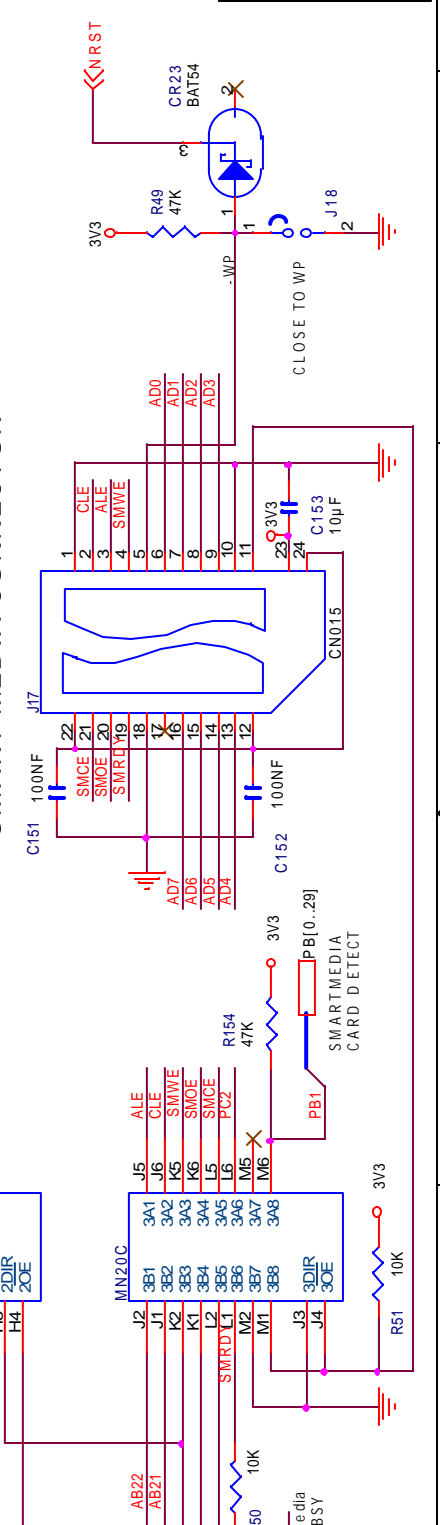 NRST
CR23
BAT54
2
3
1
R49
47K
3V3
1
J18
2
-WP
CLOSE TO WP
AD0
AD1
AD2
AD3
CLE
ALE
SMWE
1
2
3
4
5
6
7
8
9
10
11
23
24
3V3
C153
10µF
J17
CN015
22
21
20
19
18
17
16
15
14
13
12
SMCE
SMOE
SMRDY
C151
100NF
100NF
C152
AD7
AD6
AD5
AD4
3V3
R154
47K
PB[0..29]
SMARTMEDIA
CARD DETECT
PB1
ALE
CLE
SMWE
SMOE
SMCE
PC2
J5
J6
K5
K6
L5
L6
M5
M6
MN20C
3A1
3A2
3A3
3A4
3A5
3A6
3A7
3A8
3B1
3B2
3B3
3B4
3B5
3B6
3B7
3B8
3DIR
3OE
J2
J1
K2
K1
L2
L1
M2
M1
J3
J4
SMRDY
3V3
10K
R51
2DIR
2OE
H4
AB22
AB21
10K
50
edia
BSY